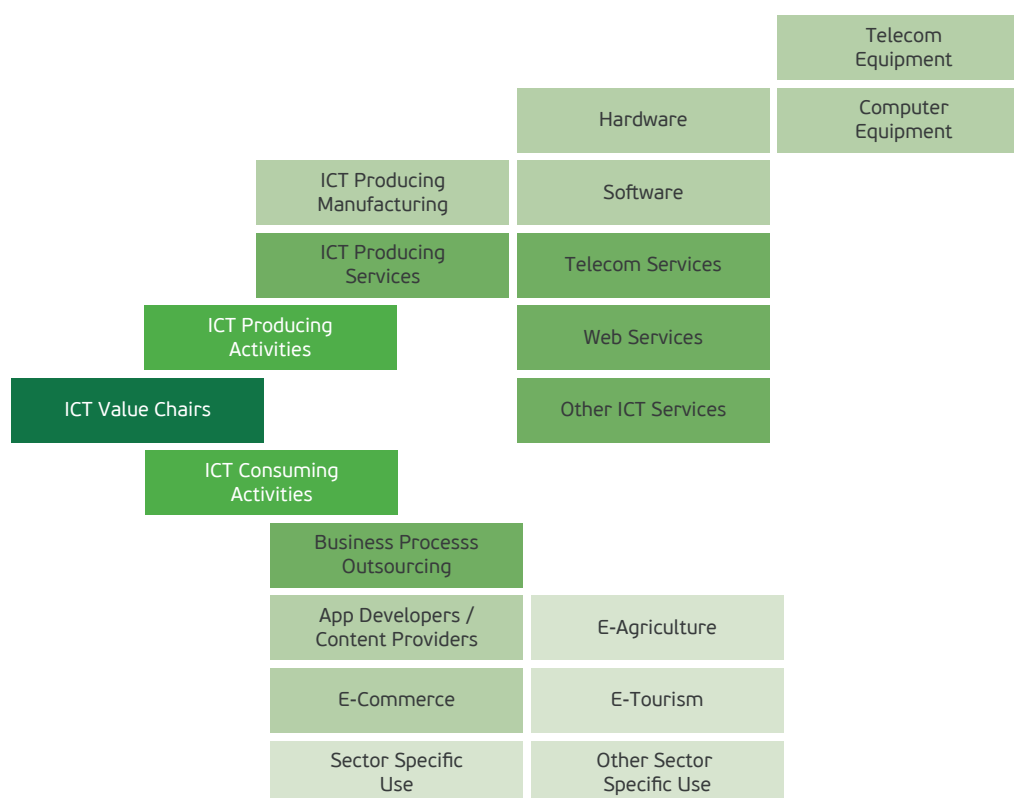 Telecom
Equipment
Hardware
Computer
Equipment
ICT Producing
Manufacturing
Software
ICT Producing
Services
Telecom Services
ICT Producing
Activities
Web Services
ICT Value Chairs
Other ICT Services
ICT Consuming
Activities
Business Processs
Outsourcing
App Developers /
Content Providers
E-Agriculture
E-Commerce
E-Tourism
Sector Specific
Use
Other Sector
Specific Use